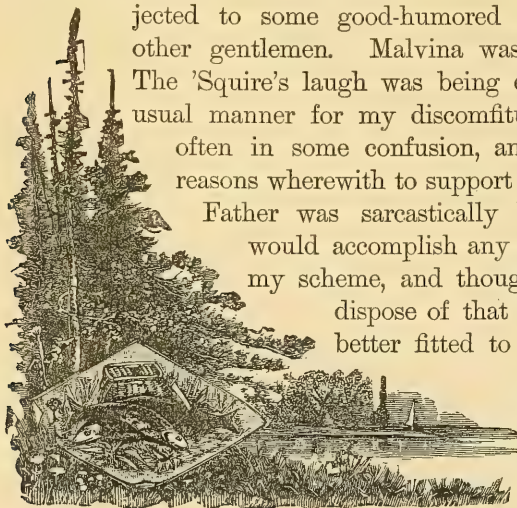 jected to some good-humored
other gentlemen. Malvina was
The 'Squire's laugh was being
usual manner for my discomfitu
often in some confusion, an
reasons wherewith to support
Father was sarcastically
would accomplish any
my scheme, and thoug
dispose of that
better fitted to